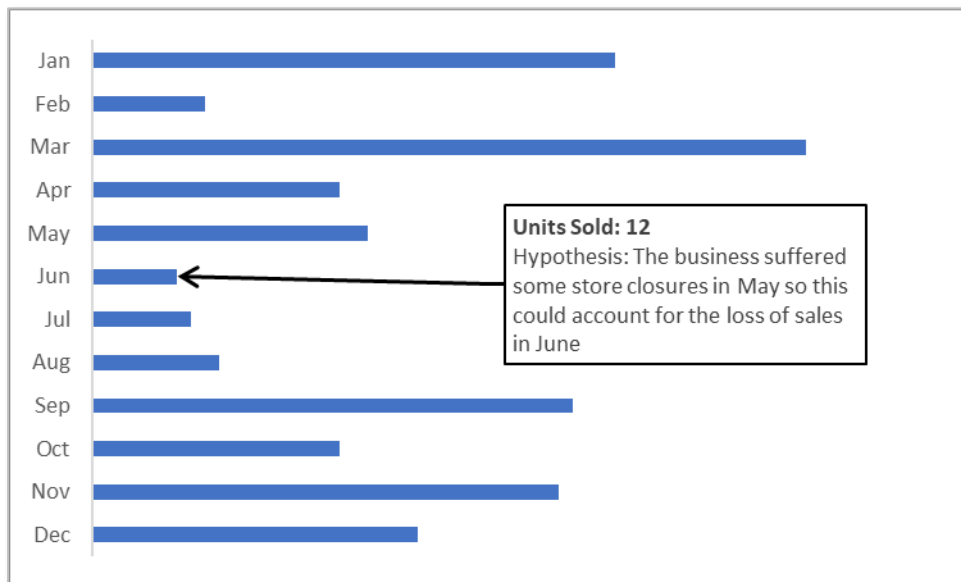 Jan
Feb
Mar
Apr
May
Jun
Jul
Aug
Sep
Oct
Nov
Dec
Units Sold: 12
Hypothesis: The business suffered
some store closures in May so this
could account for the loss of sales
in June